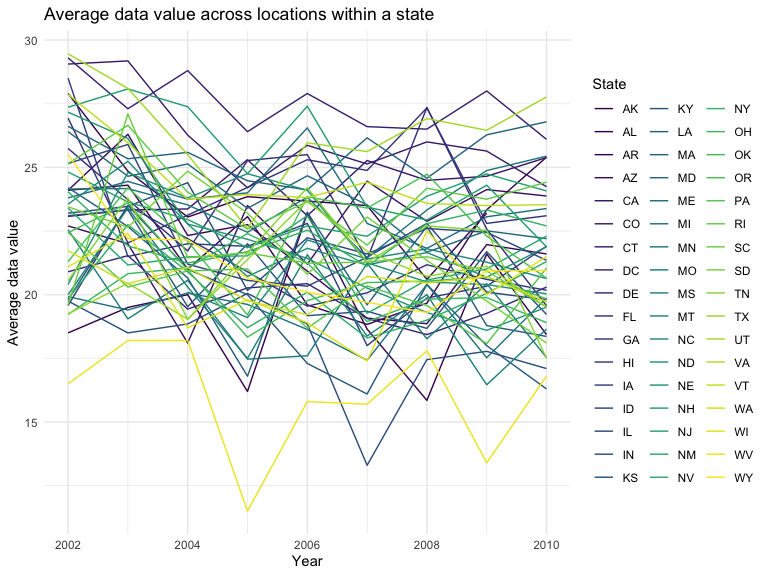 Average data value across locations within a state
30
25
20
15
Average data value
2002
2004
2006
2008
2010
Year
State
AK
AL
AR
AZ
CA
CO
CT
DC
DE
FL
GA
HI
IA
ID
IL
IN
KS
KY
LA
MA
MD
ME
MI
MN
MO
MS
MT
NC
ND
NE
NH
NJ
NM
NV
NY
OH
OK
OR
PA
RI
SC
SD
TN
TX
UT
VA
VT
WA
WI
WV
WY